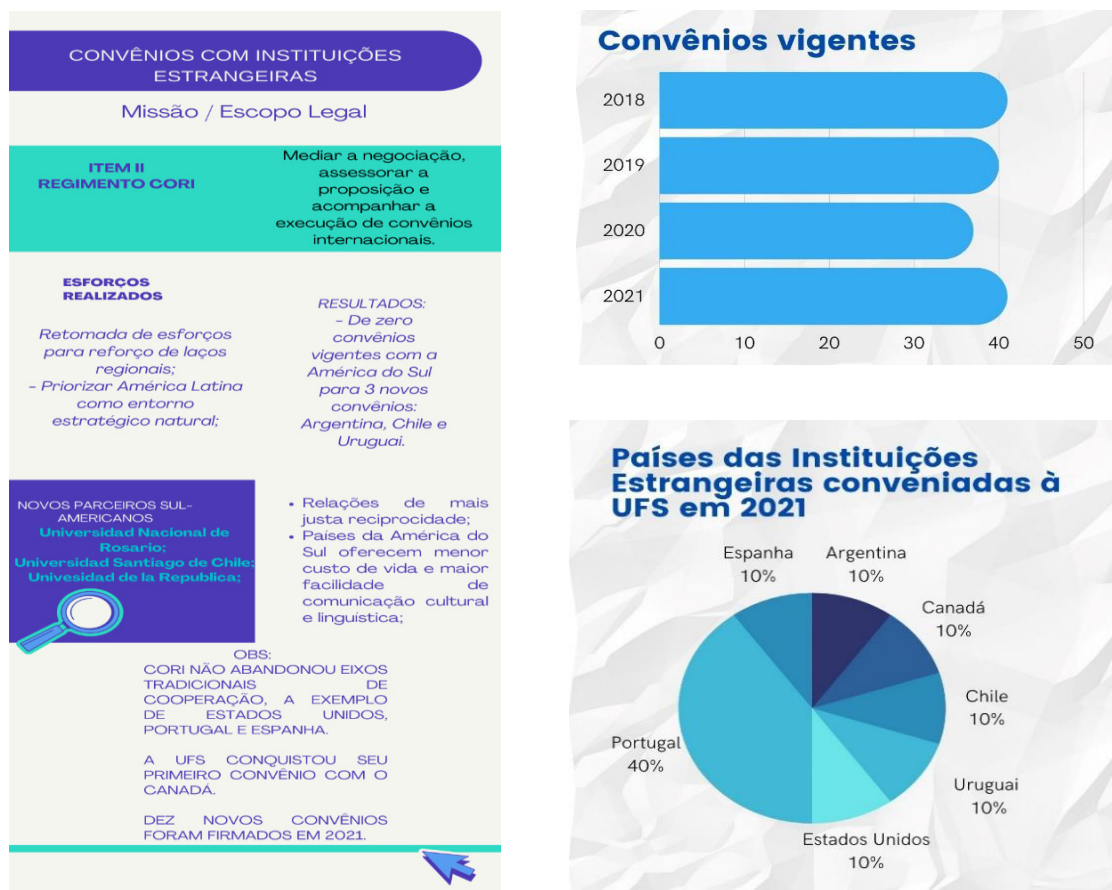 CONVÊNIOS COM INSTITUIÇÕES
ESTRANGEIRAS
Missão / Escopo Legal
ITEM II
REGIMENTO CORI
Mediar a negociação,
assessorar a
proposição e
acompanhar a
execução de convênios
internacionais.
ESFORÇOS
REALIZADOS
Retomada de esforços
para reforço de laços
regionais;
- Priorizar América Latina
como entorno
estratégico natural;
RESULTADOS:
- De zero
convênios
vigentes com a
América do Sul
para 3 novos
convênios:
Argentina, Chile e
Uruguai.
NOVOS PARCEIROS SUL-
AMERICANOS
Universidad Nacional de
Rosario;
Universidad Santiago de Chile;
Univesidad de la Republica;
• Relações de mais
justa reciprocidade;
• Países da América do
Sul oferecem menor
custo de vida e maior
facilidade de
comunicação cultural
e linguística;
OBS:
CORI NÃO ABANDONOU EIXOS
TRADICIONAIS DE
COOPERAÇÃO, A EXEMPLO
DE ESTADOS UNIDOS,
PORTUGAL E ESPANHA.
A UFS CONQUISTOU SEU
PRIMEIRO CONVÊNIO COM O
CANADÁ.
DEZ NOVOS CONVÊNIOS
FORAM FIRMADOS EM 2021.
Convênios vigentes
2018
2019
2020
2021
0 10 20 30 40 50
Países das Instituições
Estrangeiras conveniadas à
UFS em 2021
Espanha
10%
Argentina
10%
Canadá
10%
Chile
10%
Uruguai
10%
Estados Unidos
10%
Portugal
40%